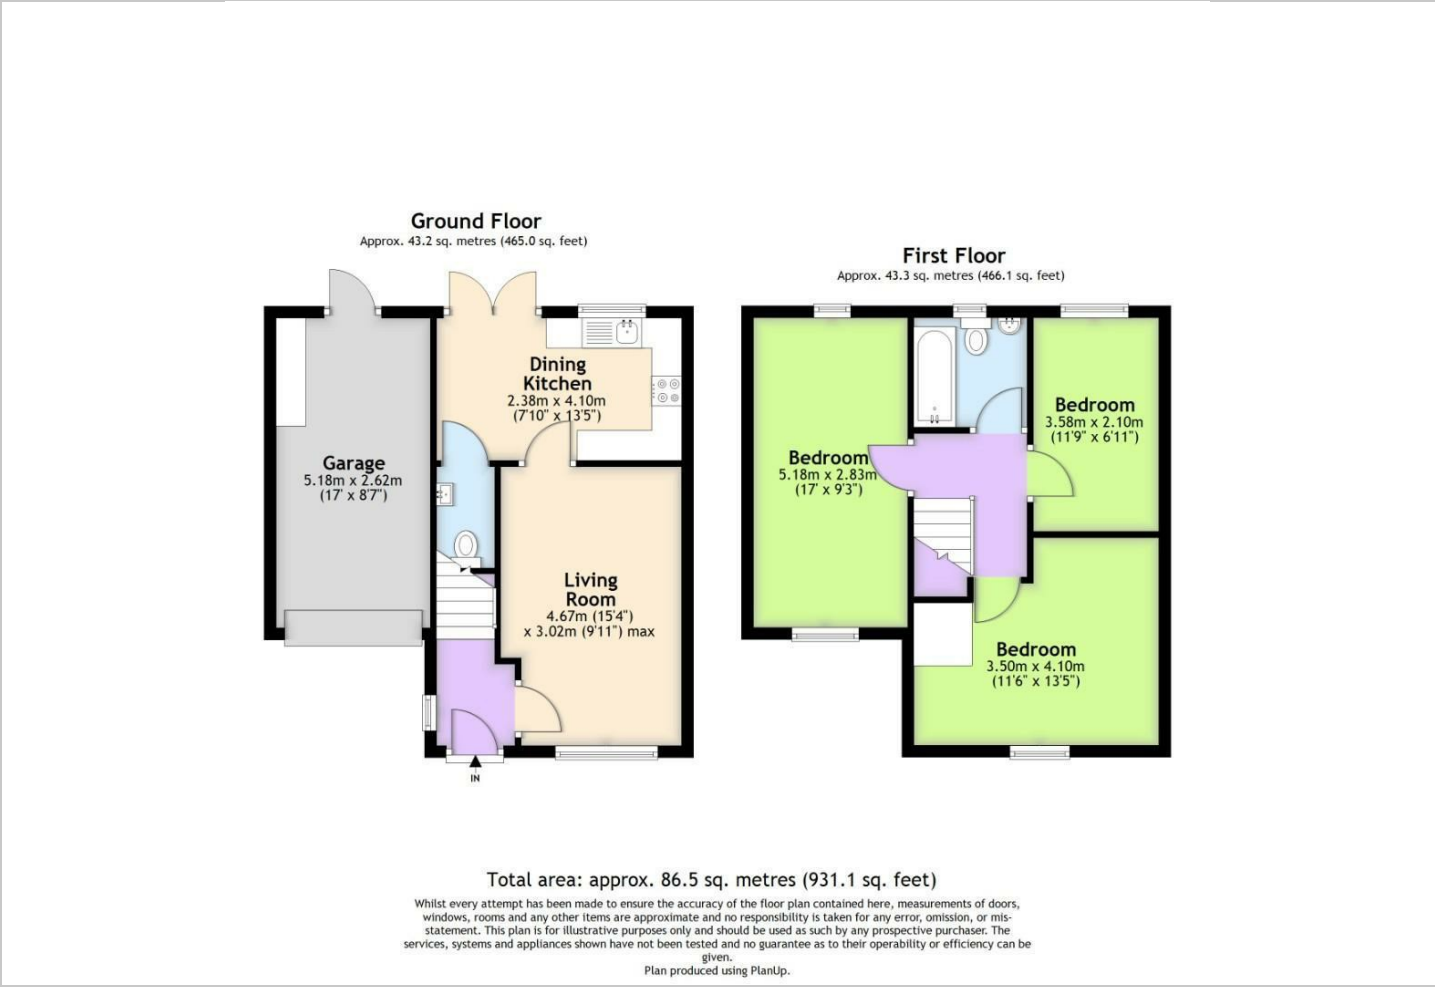 Ground Floor
Approx. 43.2 sq. metres (465.0 sq. feet)
Dining
Kitchen
2.38m x 4.10m
(7'10" x 13'5")
Garage
5.18m x 2.62m
(17' x 8'7")
Living
Room
4.67m (15'4")
x 3.02m (9'11") max
IN
First Floor
Approx. 43.3 sq. metres (466.1 sq. feet)
Bedroom
3.58m x 2.10m
(11'9" x 6'11")
Bedroom
5.18m x 2.83m
(17' x 9'3")
Bedroom
3.50m x 4.10m
(11'6" x 13'5")
Total area: approx. 86.5 sq. metres (931.1 sq. feet)
Whilst every attempt has been made to ensure the accuracy of the floor plan contained here, measurements of doors,
windows, rooms and any other items are approximate and no responsibility is taken for any error, omission, or mis-
statement. This plan is for illustrative purposes only and should be used as such by any prospective purchaser. The
services, systems and appliances shown have not been tested and no guarantee as to their operability or efficiency can be
given.
Plan produced using PlanUp.